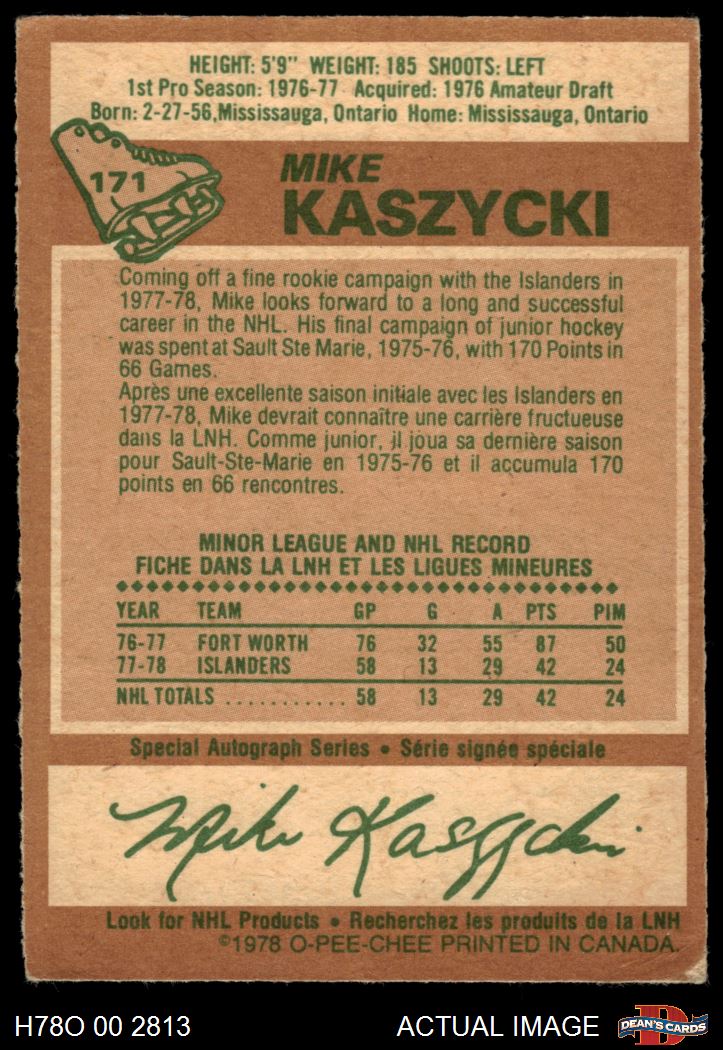 HEIGHT: 5'9" WEIGHT: 185 SHOOTS: LEFT
1st Pro Season: 1976-77 Acquired: 1976 Amateur Draft
Born: 2-27-56, Mississauga, Ontario Home: Mississauga, Ontario
171
MIKE
KASZYCKI
Coming off a fine rookie campaign with the Islanders in
1977-78, Mike looks forward to a long and successful
career in the NHL. His final campaign of junior hockey
was spent at Sault Ste Marie, 1975-76, with 170 Points in
66 Games.
Après une excellente saison initiale avec les Islanders en
1977-78, Mike devrait connaître une carrière fructueuse
dans la LNH. Comme junior, il joua sa dernière saison
pour Sault-Ste-Marie en 1975-76 et il accumula 170
points en 66 rencontres.
MINOR LEAGUE AND NHL RECORD
FICHE DANS LA LNH ET LES LIGUES MINEURES
YEAR TEAM GP G A PTS PIM
76-77 FORT WORTH 76 32 55 87 50
77-78 ISLANDERS 58 13 29 42 24
NHL TOTALS ........... 58 13 29 42 24
Special Autograph Series • Série signée spéciale
Mike Kaszycki
Look for NHL Products • Recherchez les produits de la LNH
©1978 O-PEE-CHEE PRINTED IN CANADA.
H78O 00 2813 ACTUAL IMAGE D DEAN'S CARDS